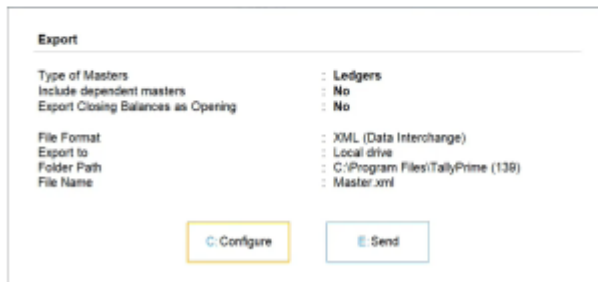 Export
Type of Masters : Ledgers
Include dependent masters : No
Export Closing Balances as Opening : No
File Format : XML (Data Interchange)
Export to : Local drive
Folder Path : C:\Program Files\TallyPrime (139)
File Name : Master.xml
C: Configure E: Send